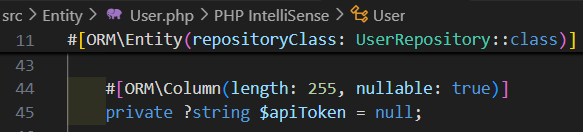 src > Entity > User.php > PHP IntelliSense > User
11 #[ORM\Entity(repositoryClass: UserRepository::class)]
43
44 #[ORM\Column(length: 255, nullable: true)]
45 private ?string $apiToken = null;